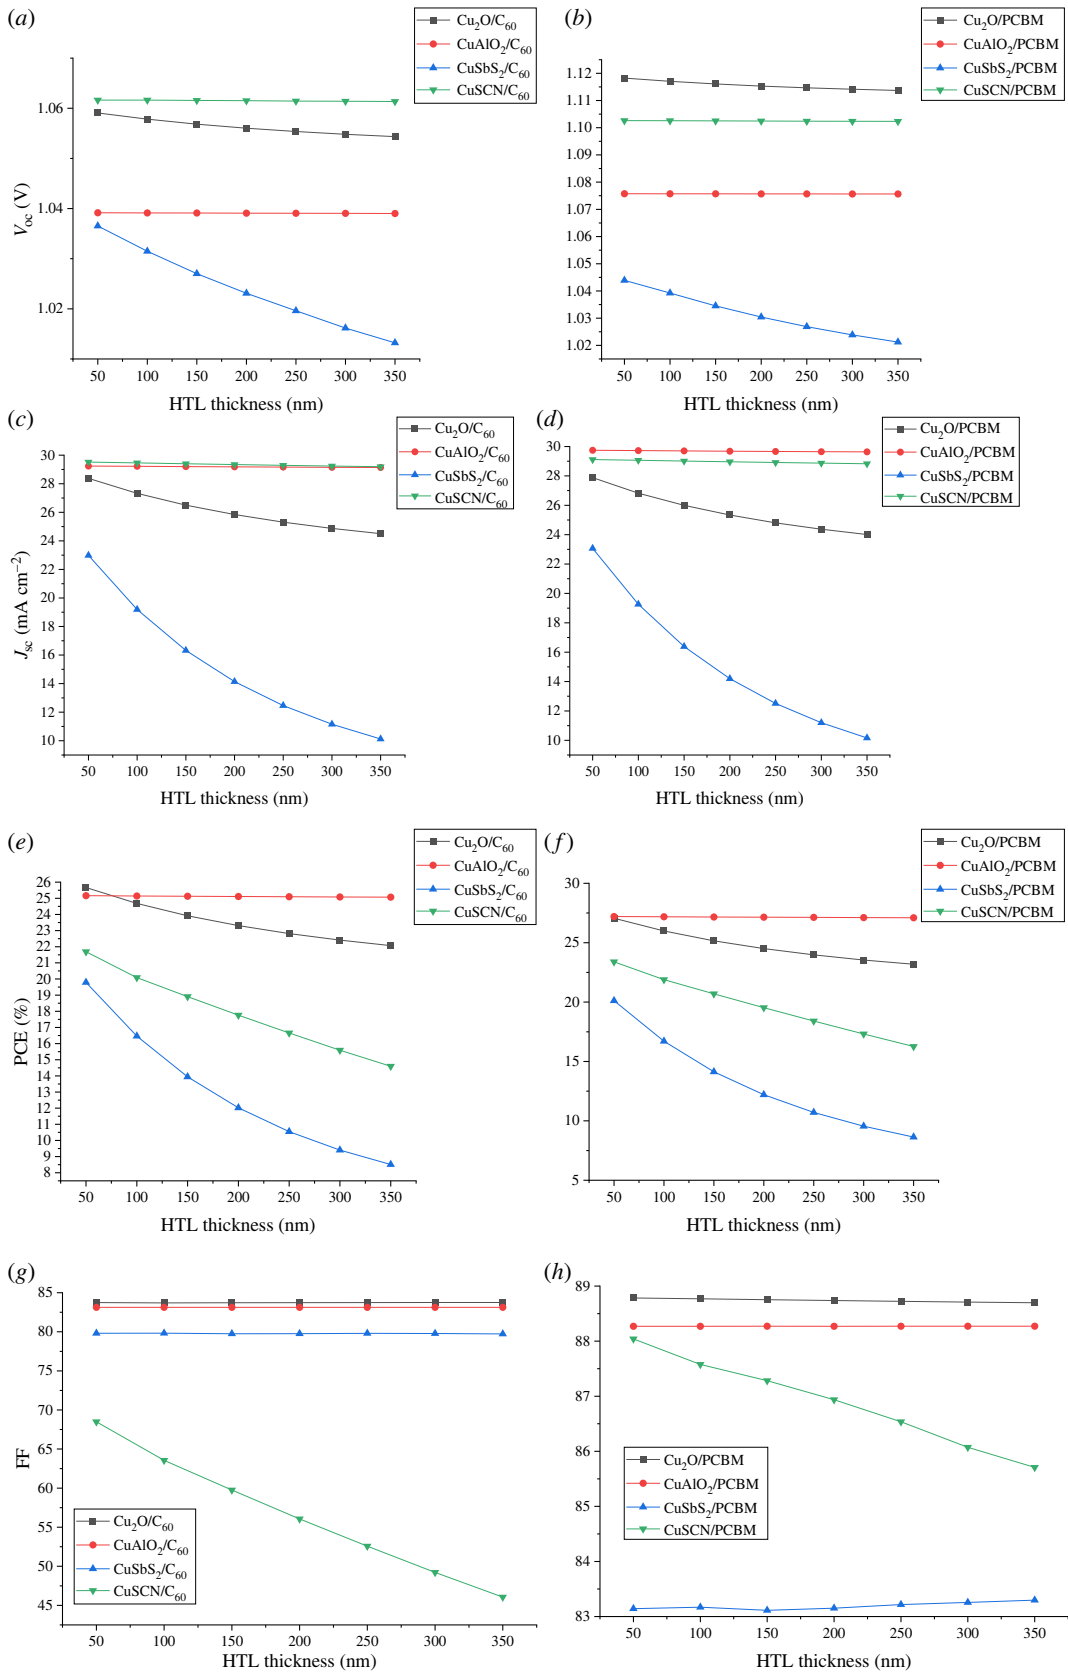 (a)
Cu2O/C60
CuAlO2/C60
CuSbS2/C60
CuSCN/C60
1.06
1.04
1.02
Voc (V)
50 100 150 200 250 300 350
HTL thickness (nm)
(b)
Cu2O/PCBM
CuAlO2/PCBM
CuSbS2/PCBM
CuSCN/PCBM
1.12
1.11
1.10
1.09
1.08
1.07
1.06
1.05
1.04
1.03
1.02
50 100 150 200 250 300 350
HTL thickness (nm)
(c)
Cu2O/C60
CuAlO2/C60
CuSbS2/C60
CuSCN/C60
30
28
26
24
22
20
18
16
14
12
10
Jsc (mA cm−2)
50 100 150 200 250 300 350
HTL thickness (nm)
(d)
Cu2O/PCBM
CuAlO2/PCBM
CuSbS2/PCBM
CuSCN/PCBM
30
28
26
24
22
20
18
16
14
12
10
50 100 150 200 250 300 350
HTL thickness (nm)
(e)
Cu2O/C60
CuAlO2/C60
CuSbS2/C60
CuSCN/C60
26
25
24
23
22
21
20
19
18
17
16
15
14
13
12
11
10
9
8
PCE (%)
50 100 150 200 250 300 350
HTL thickness (nm)
(f)
Cu2O/PCBM
CuAlO2/PCBM
CuSbS2/PCBM
CuSCN/PCBM
30
25
20
15
10
5
50 100 150 200 250 300 350
HTL thickness (nm)
(g)
85
80
75
70
65
60
55
50
45
FF
Cu2O/C60
CuAlO2/C60
CuSbS2/C60
CuSCN/C60
50 100 150 200 250 300 350
HTL thickness (nm)
(h)
89
88
87
86
85
84
83
Cu2O/PCBM
CuAlO2/PCBM
CuSbS2/PCBM
CuSCN/PCBM
50 100 150 200 250 300 350
HTL thickness (nm)